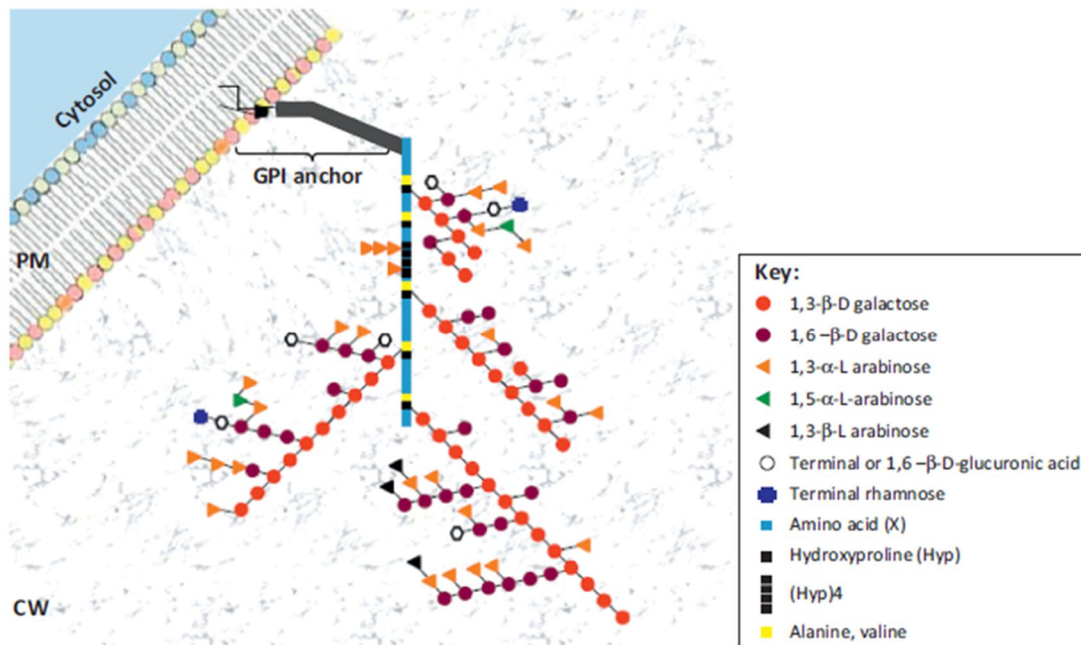 Cytosol
GPI anchor
PM
CW
Key:
1,3-β-D galactose
1,6 –β-D galactose
1,3-α-L arabinose
1,5-α-L-arabinose
1,3-β-L arabinose
Terminal or 1,6 –β-D-glucuronic acid
Terminal rhamnose
Amino acid (X)
Hydroxyproline (Hyp)
(Hyp)4
Alanine, valine